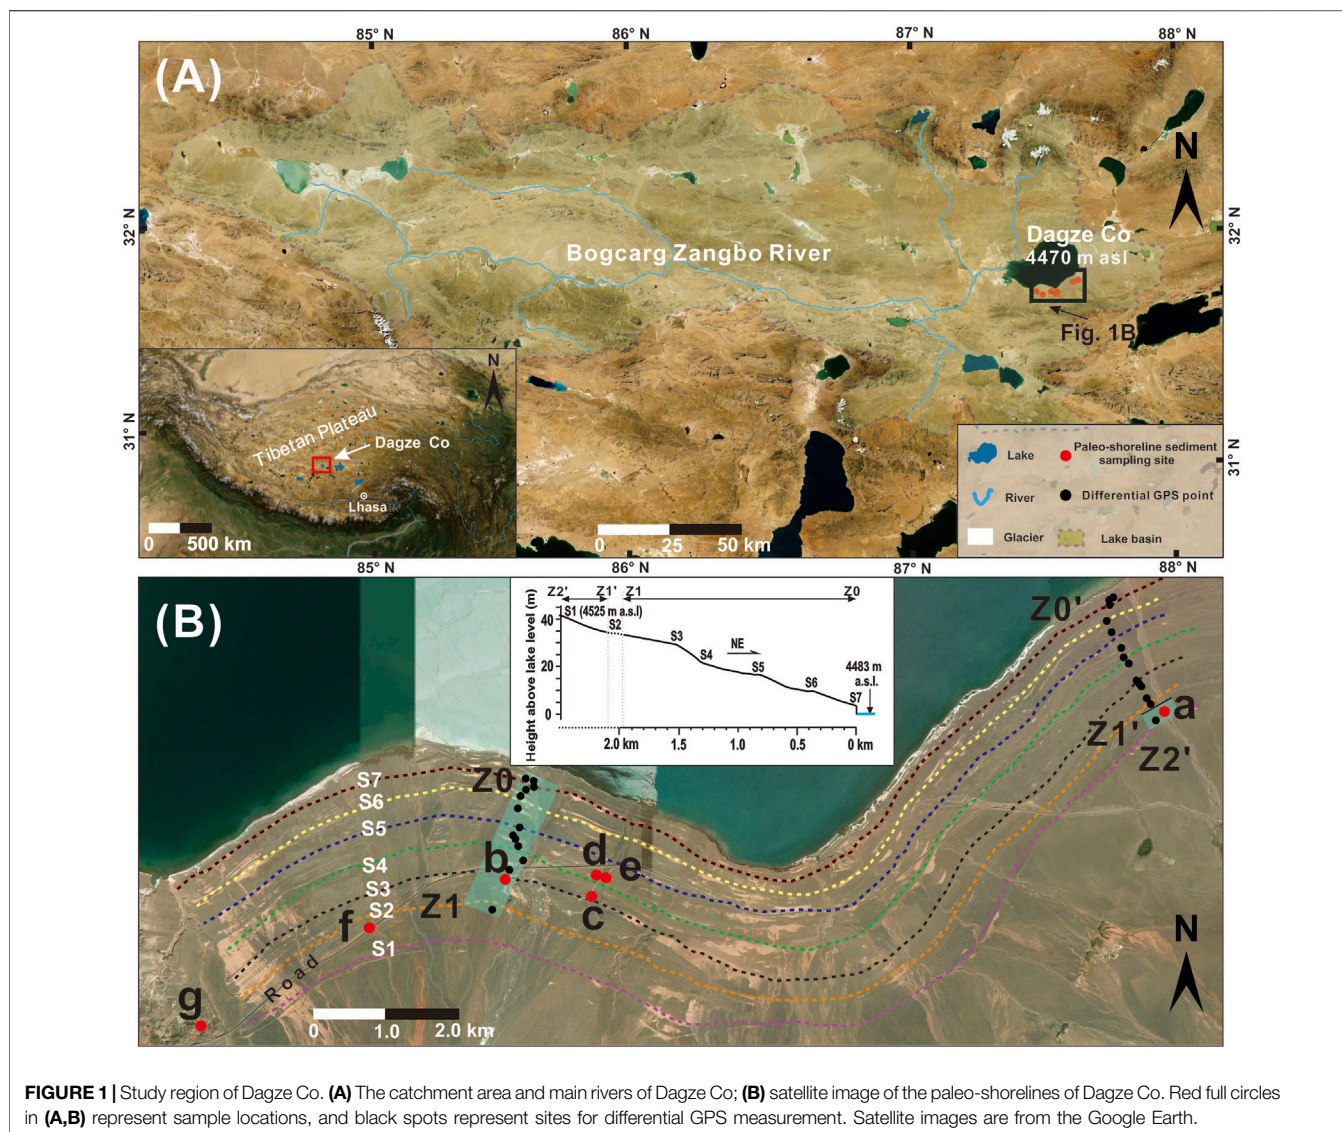 85° N
86° N
87° N
88° N
(A)
N
32° N
32° N
Bogcarg Zangbo River
Dagze Co
4470 m asl
Fig. 1B
31° N
31° N
N
Tibetan Plateau
Dagze Co
Lhasa
0 500 km
0 25 50 km
Lake
Paleo-shoreline sediment
sampling site
River
Differential GPS point
Glacier
Lake basin
85° N
86° N
87° N
88° N
(B)
Z2' Z1' Z1 Z0
Height above lake level (m)
40
20
10
0
S1 (4525 m a.s.l)
S2
S3
S4
NE
S5
S6
S7
4483 m
a.s.l.
2.0 km 1.5 1.0 0.5 0 km
Z0'
a
Z1'
Z2'
S7
S6
S5
S4
S3
S2
S1
Z0
b
d
e
c
Z1
f
g
Road
N
0 1.0 2.0 km
FIGURE 1 | Study region of Dagze Co. (A) The catchment area and main rivers of Dagze Co; (B) satellite image of the paleo-shorelines of Dagze Co. Red full circles
in (A,B) represent sample locations, and black spots represent sites for differential GPS measurement. Satellite images are from the Google Earth.